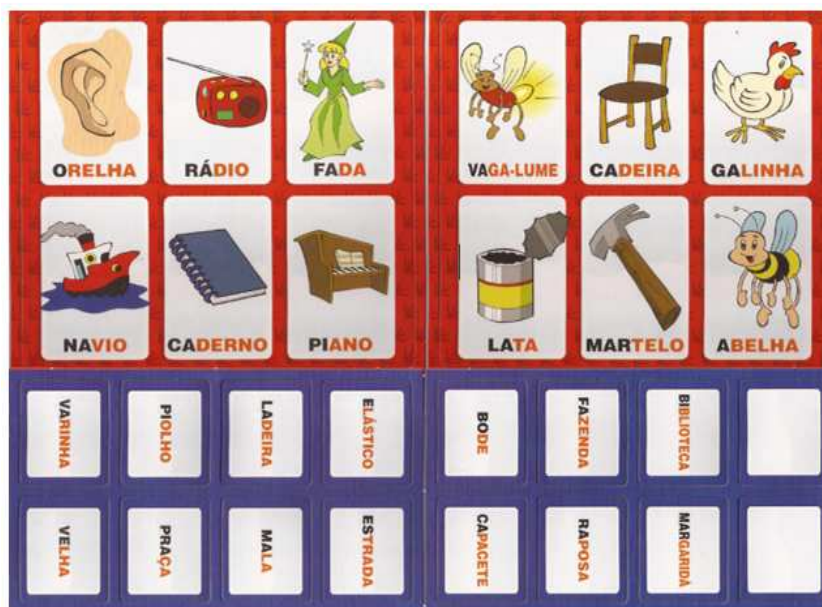 ORELHA
RÁDIO
FADA
VAGA-LUME
CADEIRA
GALINHA
NAVIO
CADERNO
PIANO
LATA
MARTELO
ABELHA
VARINHA
PIOLHO
LADEIRA
ELÁSTICO
BODE
FAZENDA
BIBLIOTECA
VELHA
PRAÇA
MALA
ESTRADA
CAPACETE
RAPOSA
MARGARIDA